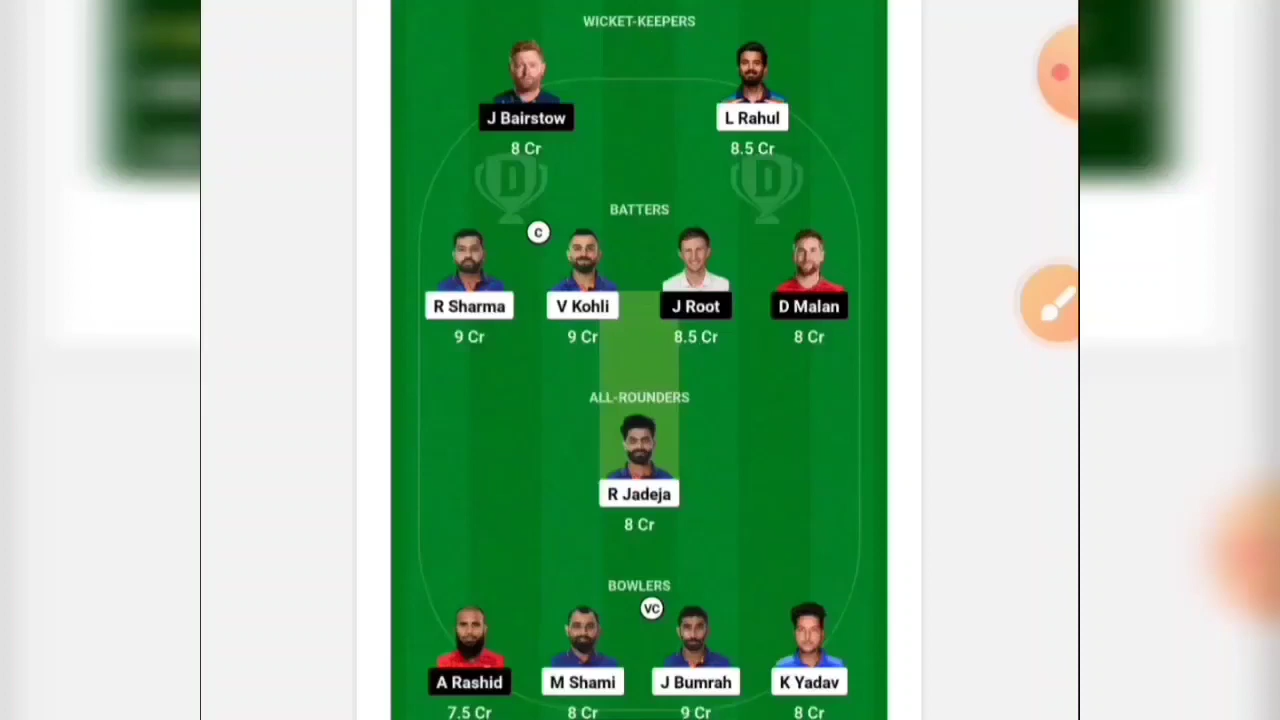 WICKET-KEEPERS
J Bairstow L Rahul
8 Cr 8.5 Cr
D D
BATTERS
C
R Sharma V Kohli J Root D Malan
9 Cr 9 Cr 8.5 Cr 8 Cr
ALL-ROUNDERS
R Jadeja
8 Cr
BOWLERS
VC
A Rashid M Shami J Bumrah K Yadav
7.5 Cr 8 Cr 9 Cr 8 Cr